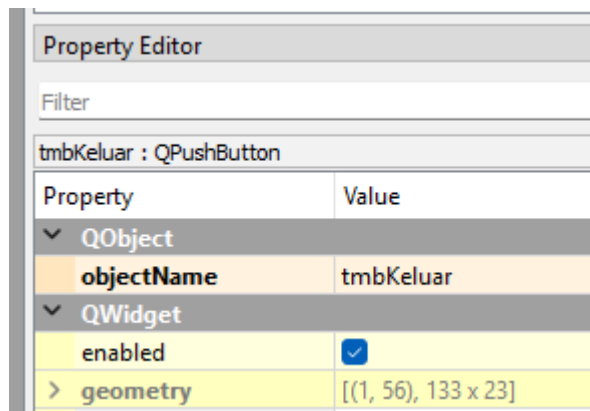 Property Editor
Filter
tmbKeluar : QPushButton
Property Value
QObject
objectName tmbKeluar
QWidget
enabled
geometry [(1, 56), 133 x 23]